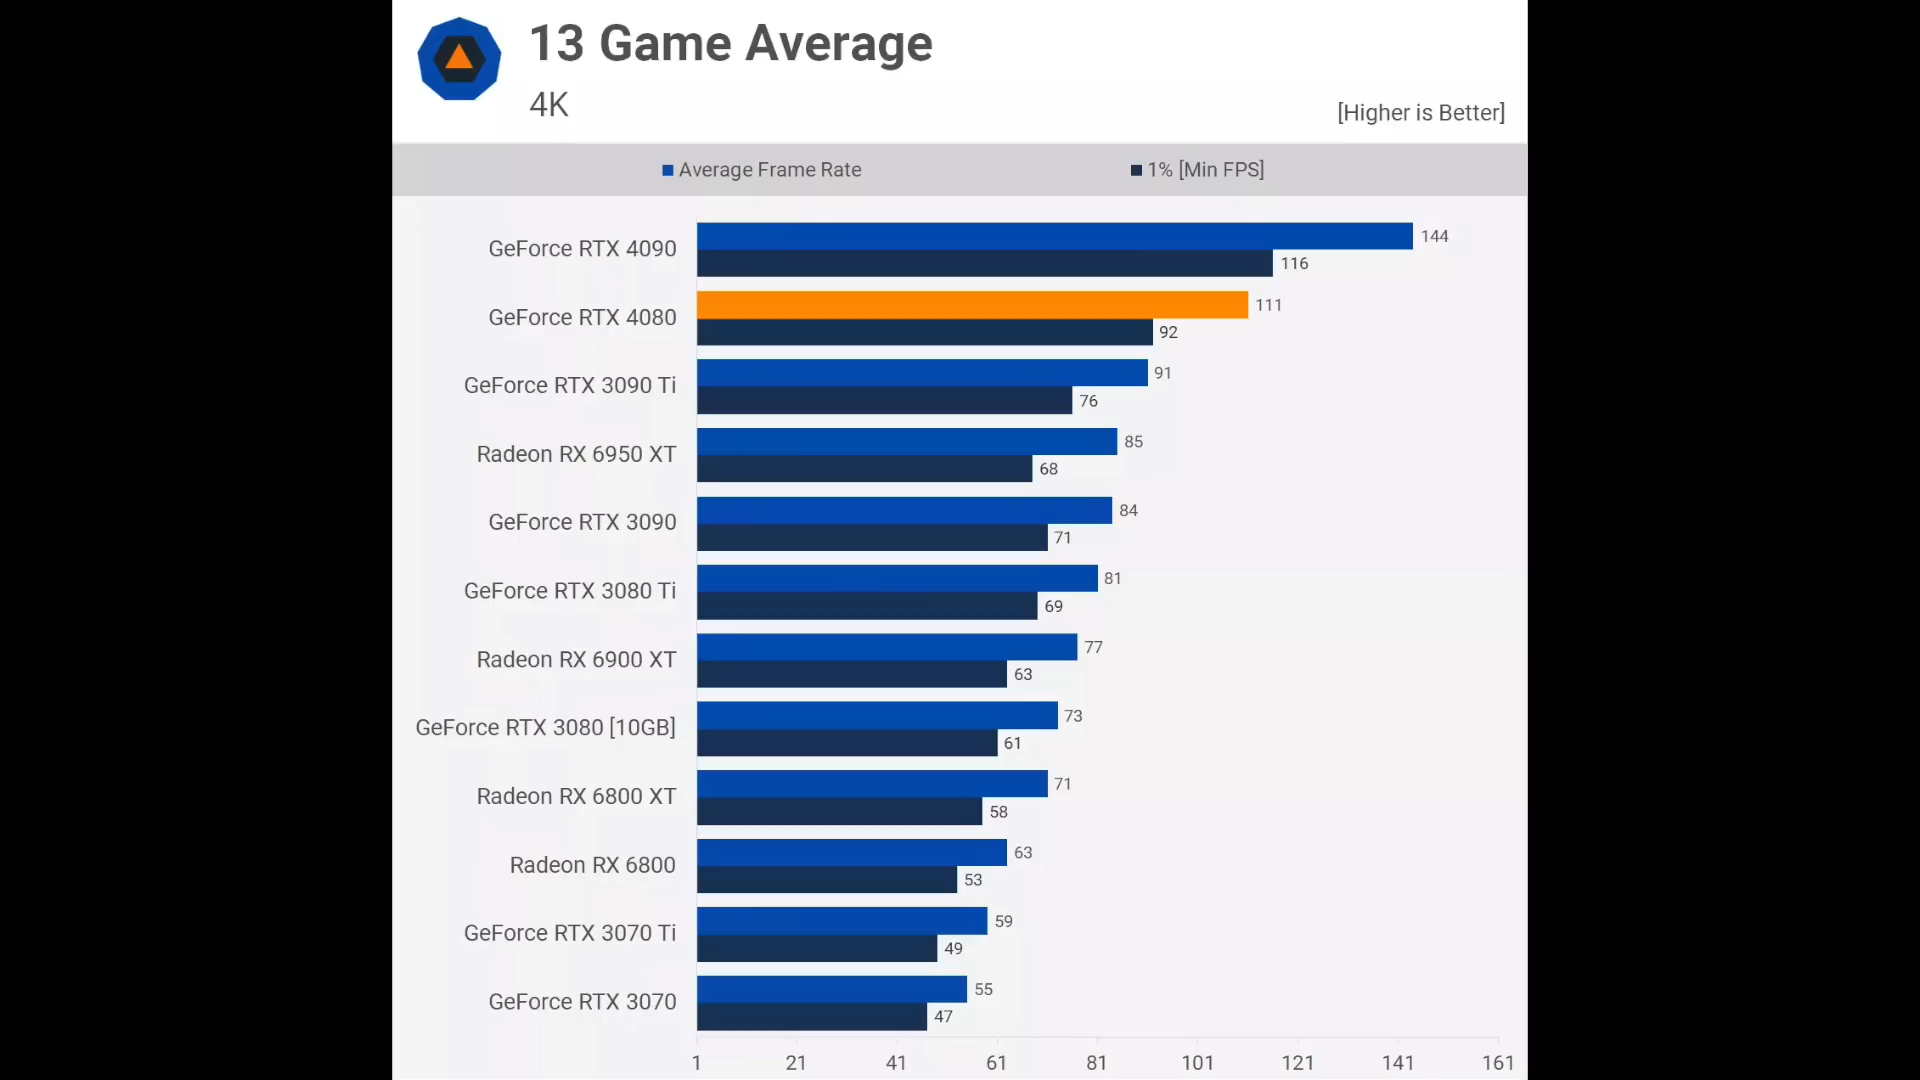 13 Game Average
4K
[Higher is Better]
Average Frame Rate
1% [Min FPS]
GeForce RTX 4090
144
116
GeForce RTX 4080
111
92
GeForce RTX 3090 Ti
91
76
Radeon RX 6950 XT
85
68
GeForce RTX 3090
84
71
GeForce RTX 3080 Ti
81
69
Radeon RX 6900 XT
77
63
GeForce RTX 3080 [10GB]
73
61
Radeon RX 6800 XT
71
58
Radeon RX 6800
63
53
GeForce RTX 3070 Ti
59
49
GeForce RTX 3070
55
47
1 21 41 61 81 101 121 141 161